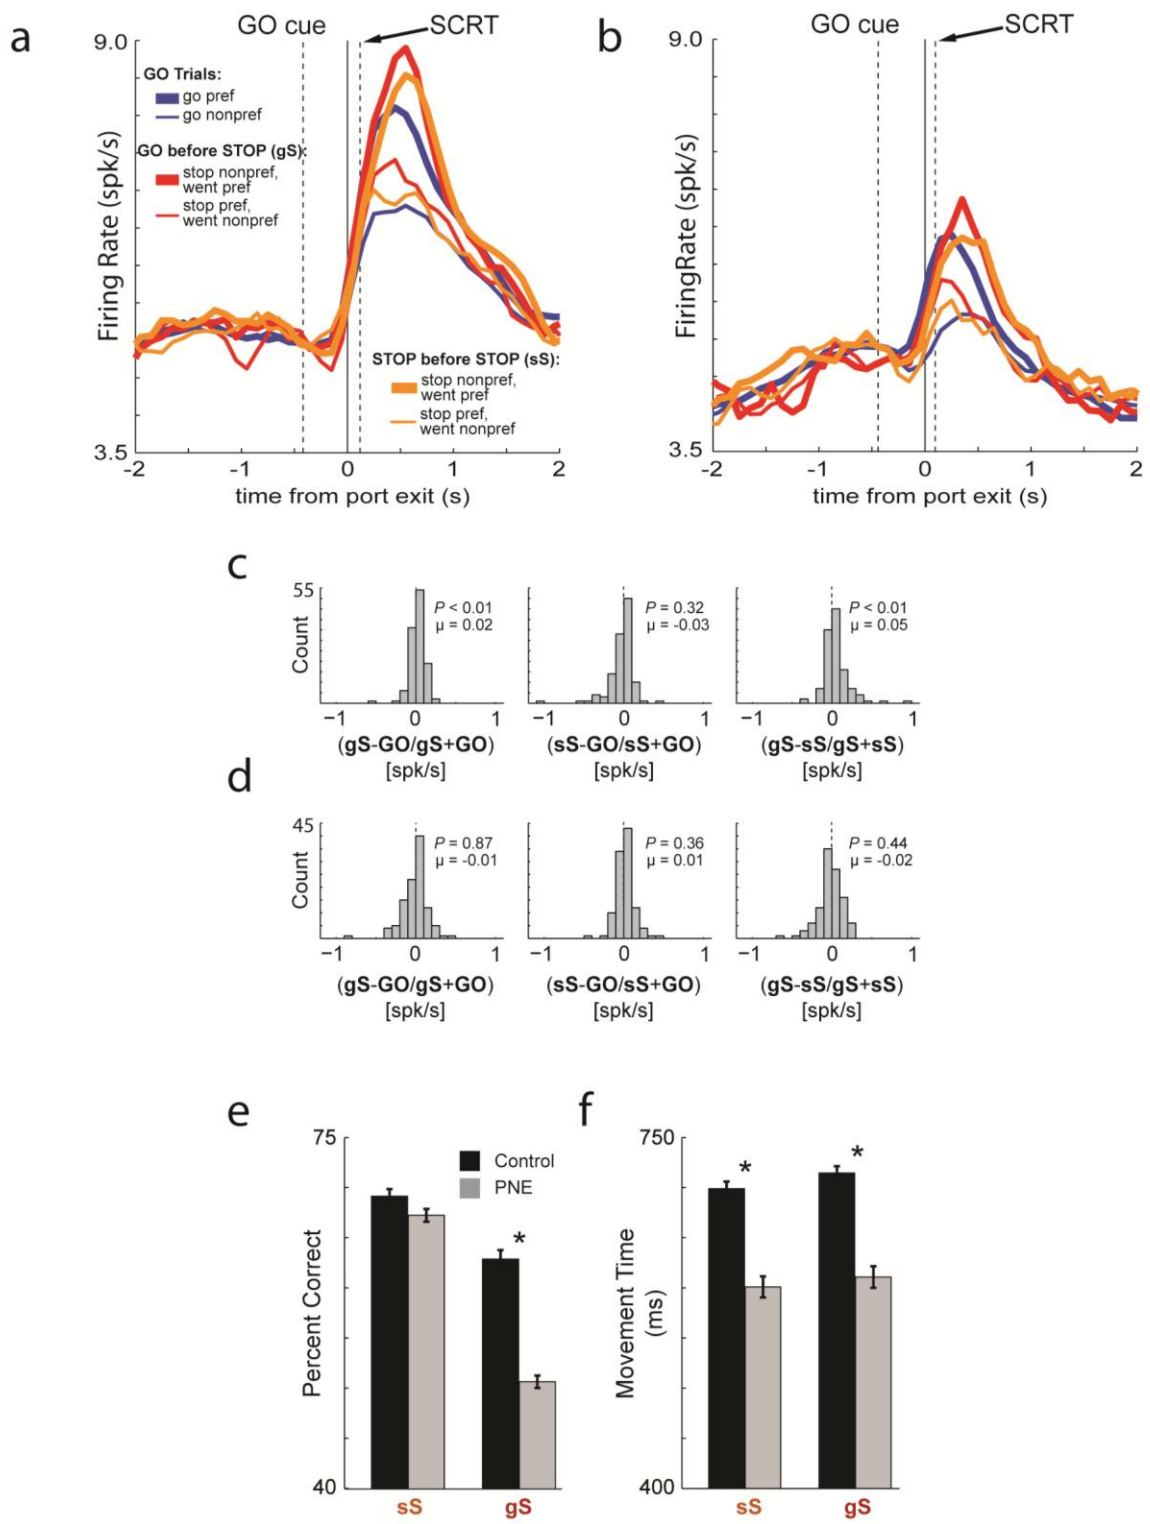 a
GO cue
SCRT
9.0
GO Trials:
go pref
go nonpref
GO before STOP (gS):
stop nonpref,
went pref
stop pref,
went nonpref
STOP before STOP (sS):
stop nonpref,
went pref
stop pref,
went nonpref
Firing Rate (spk/s)
3.5
-2 -1 0 1 2
time from port exit (s)
b
GO cue
SCRT
9.0
FiringRate (spk/s)
3.5
-2 -1 0 1 2
time from port exit (s)
c
55
Count
P < 0.01
μ = 0.02
−1 0 1
(gS-GO/gS+GO)
[spk/s]
P = 0.32
μ = -0.03
−1 0 1
(sS-GO/sS+GO)
[spk/s]
P < 0.01
μ = 0.05
−1 0 1
(gS-sS/gS+sS)
[spk/s]
d
45
Count
P = 0.87
μ = -0.01
−1 0 1
(gS-GO/gS+GO)
[spk/s]
P = 0.36
μ = 0.01
−1 0 1
(sS-GO/sS+GO)
[spk/s]
P = 0.44
μ = -0.02
−1 0 1
(gS-sS/gS+sS)
[spk/s]
e
75
Control
PNE
*
Percent Correct
40
sS gS
f
750
* *
Movement Time
(ms)
400
sS gS